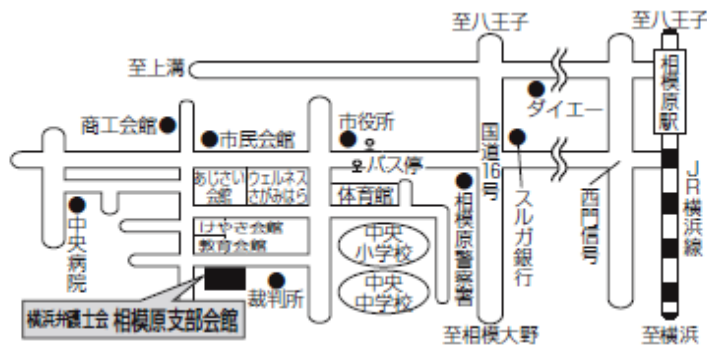 至八王子
至八王子
至上溝
相模原駅
ダイエー
商工会館
市民会館
市役所
バス停
国道16号
スルガ銀行
西門信号
JR横浜線
あじさい会館
ウェルネスさがみはら
体育館
相模原警察署
中央病院
けやき会館
教育会館
中央小学校
中央中学校
裁判所
横浜弁護士会 相模原支部会館
至相模大野
至横浜